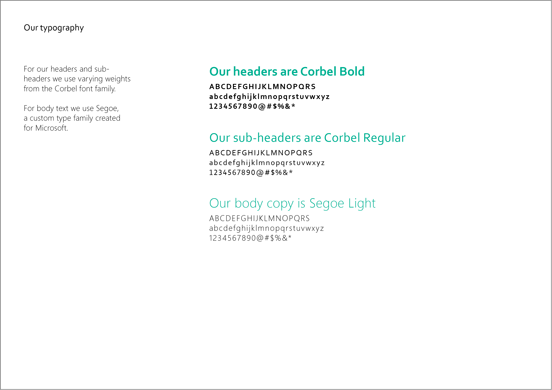 Our typography
For our headers and sub-
headers we use varying weights
from the Corbel font family.
For body text we use Segoe,
a custom type family created
for Microsoft.
Our headers are Corbel Bold
ABCDEFGHIJKLMNOPQRS
abcdefghijklmnopqrstuvwxyz
1234567890@#$%&*
Our sub-headers are Corbel Regular
ABCDEFGHIJKLMNOPQRS
abcdefghijklmnopqrstuvwxyz
1234567890@#$%&*
Our body copy is Segoe Light
ABCDEFGHIJKLMNOPQRS
abcdefghijklmnopqrstuvwxyz
1234567890@#$%&*